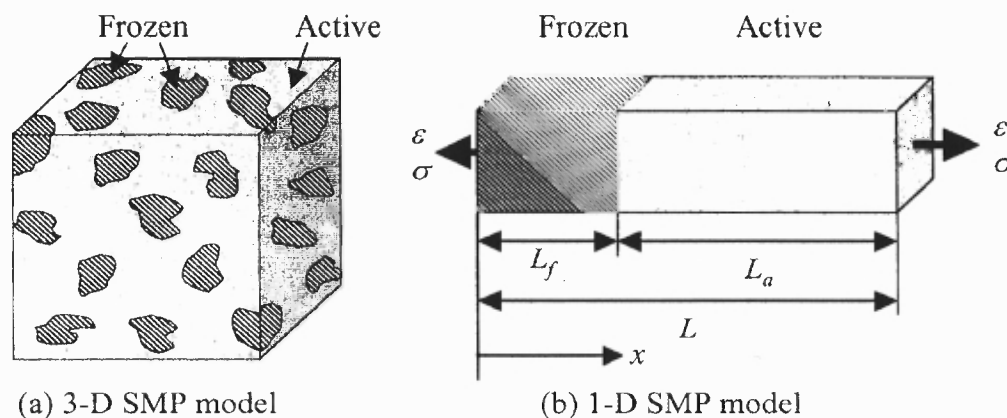 Frozen Active
Frozen Active
ε
σ
ε
σ
L_f
L_a
L
x
(a) 3-D SMP model
(b) 1-D SMP model